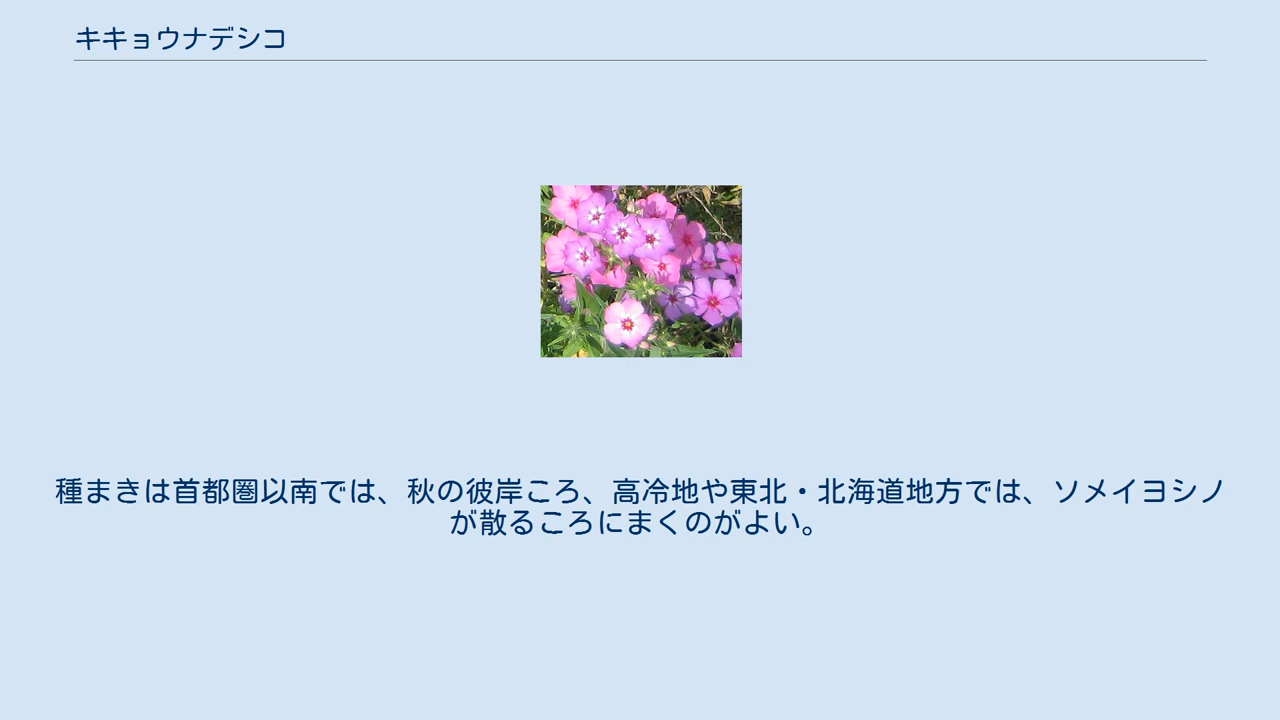 キキョウナデシコ
種まきは首都圏以南では、秋の彼岸ころ、高冷地や東北・北海道地方では、ソメイヨシノ
が散るころにまくのがよい。